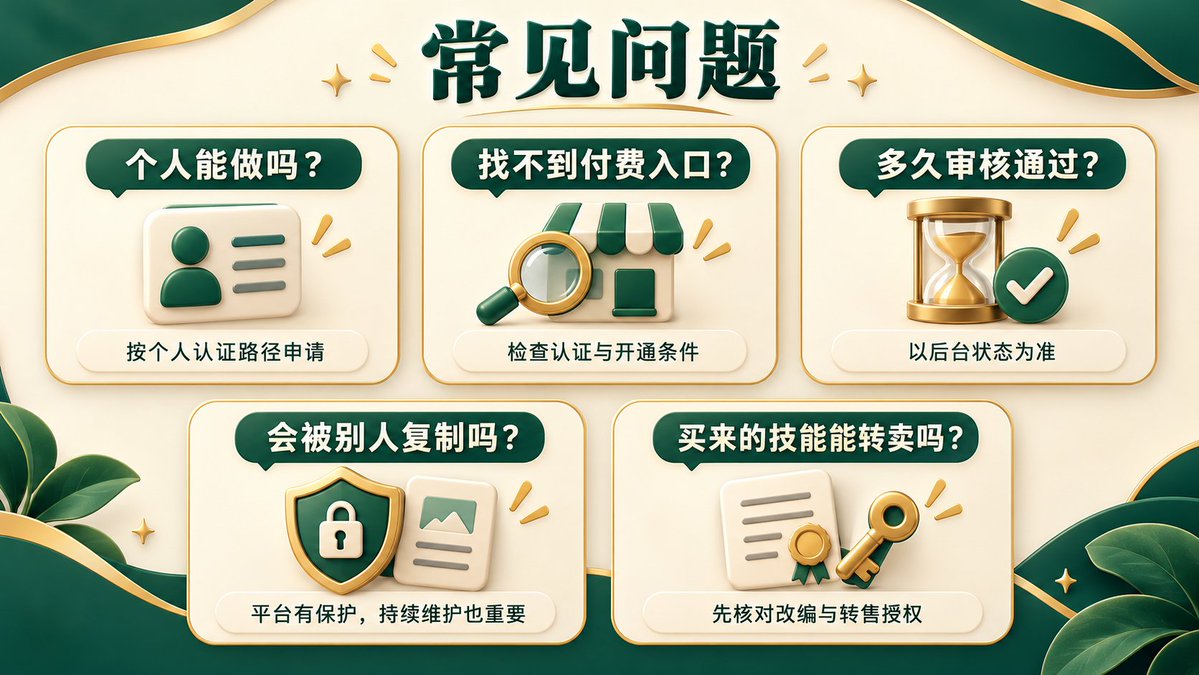 常见问题
个人能做吗？
按个人认证路径申请
找不到付费入口？
检查认证与开通条件
多久审核通过？
以后台状态为准
会被别人复制吗？
平台有保护，持续维护也重要
买来的技能能转卖吗？
先核对改编与转售授权